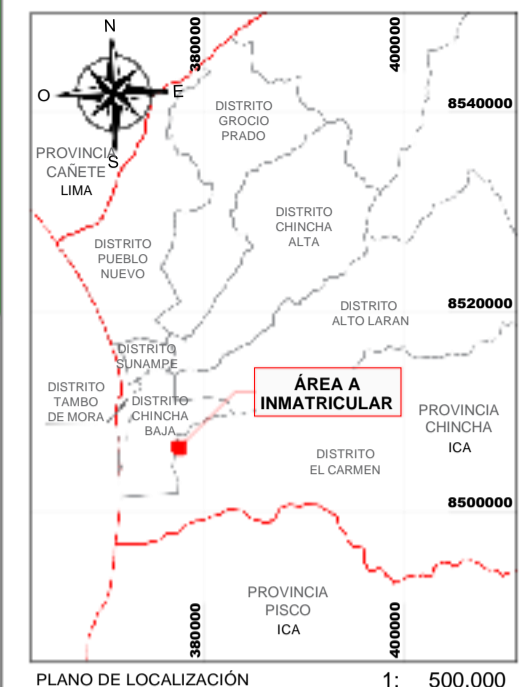 N
380000
400000
O
E
8540000
DISTRITO
GROCIO
PRADO
PROVINCIA
CAÑETE
LIMA
S
DISTRITO
CHINCHA
ALTA
DISTRITO
PUEBLO
NUEVO
8520000
DISTRITO
ALTO LARAN
DISTRITO
SUNAMPE
DISTRITO
TAMBO
DE MORA
DISTRITO
CHINCHA
BAJA
ÁREA A
INMATRICULAR
PROVINCIA
CHINCHA
ICA
DISTRITO
EL CARMEN
8500000
PROVINCIA
PISCO
ICA
380000
400000
PLANO DE LOCALIZACIÓN 1: 500,000